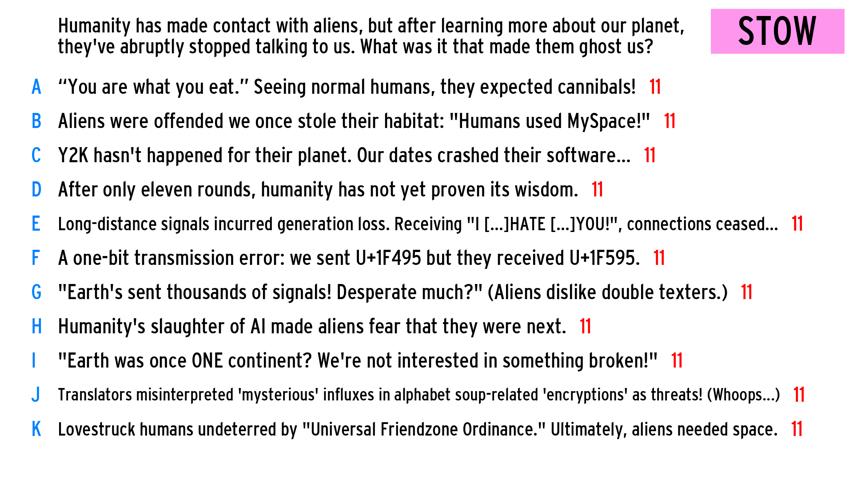 Humanity has made contact with aliens, but after learning more about our planet,
they've abruptly stopped talking to us. What was it that made them ghost us?
STOW
A “You are what you eat.” Seeing normal humans, they expected cannibals! 11
B Aliens were offended we once stole their habitat: "Humans used MySpace!" 11
C Y2K hasn't happened for their planet. Our dates crashed their software... 11
D After only eleven rounds, humanity has not yet proven its wisdom. 11
E Long-distance signals incurred generation loss. Receiving "I [...]HATE [...]YOU!", connections ceased... 11
F A one-bit transmission error: we sent U+1F495 but they received U+1F595. 11
G "Earth's sent thousands of signals! Desperate much?" (Aliens dislike double texters.) 11
H Humanity's slaughter of AI made aliens fear that they were next. 11
I "Earth was once ONE continent? We're not interested in something broken!" 11
J Translators misinterpreted 'mysterious' influxes in alphabet soup-related 'encryptions' as threats! (Whoops...) 11
K Lovestruck humans undeterred by "Universal Friendzone Ordinance." Ultimately, aliens needed space. 11